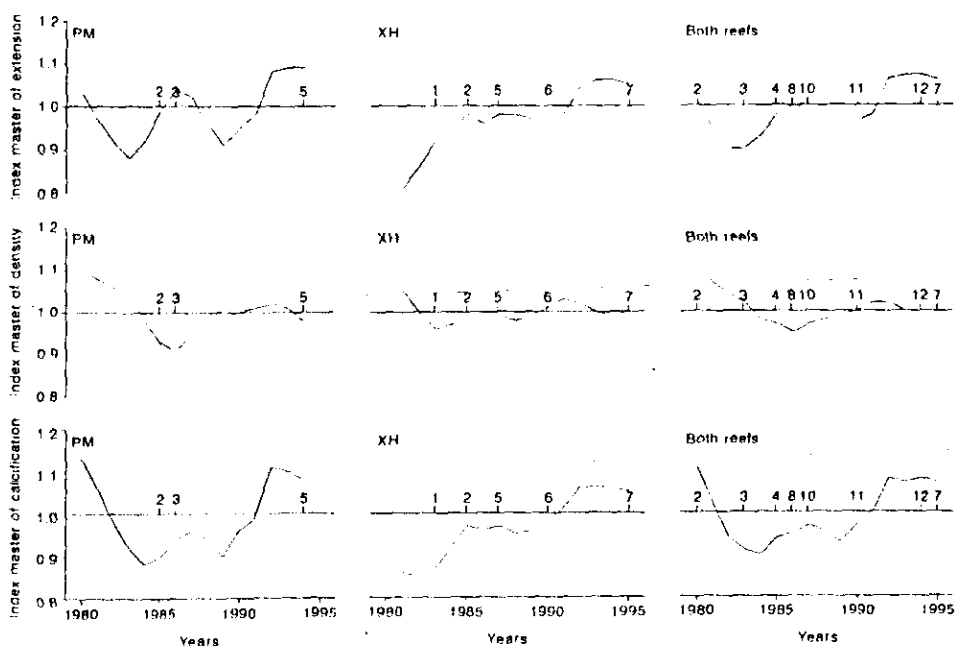 Index master of extension
1.2
1.1
1.0
0.9
0.8
PM
2 3 5
XH
1 2 5 6 7
Both reefs
2 3 4 8 10 11 12 7
Index master of density
1.2
1.1
1.0
0.9
0.8
PM
2 3 5
XH
1 2 5 6 7
Both reefs
2 3 4 8 10 11 12 7
Index master of calcification
1.2
1.1
1.0
0.9
0.8
PM
2 3 5
XH
1 2 5 6 7
Both reefs
2 3 4 8 10 11 12 7
1980 1985 1990 1995
1980 1985 1990 1995
1980 1985 1990 1995
Years
Years
Years